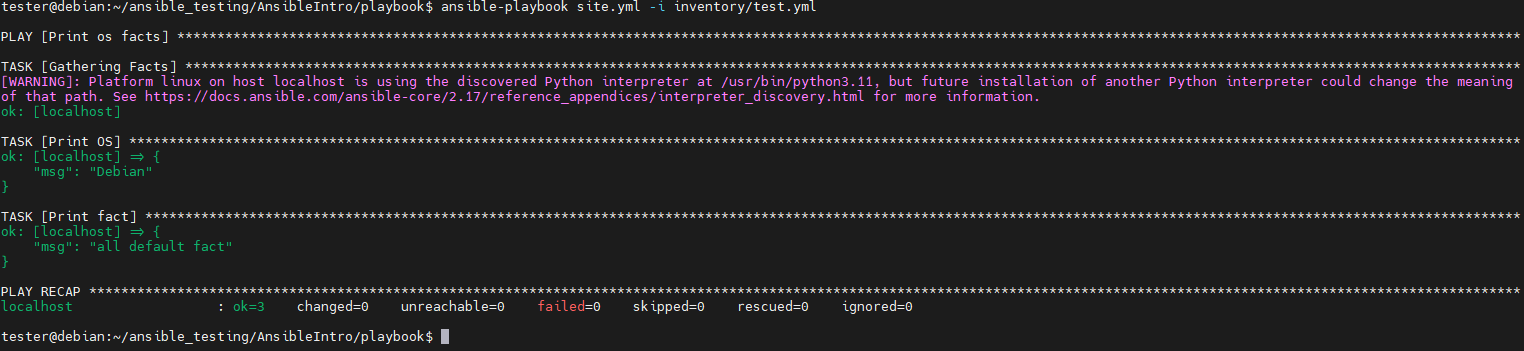 tester@debian:~/ansible_testing/AnsibleIntro/playbook$ ansible-playbook site.yml -i inventory/test.yml
PLAY [Print os facts] ************************************************************************************************************************************************************************
TASK [Gathering Facts] ***********************************************************************************************************************************************************************
[WARNING]: Platform linux on host localhost is using the discovered Python interpreter at /usr/bin/python3.11, but future installation of another Python interpreter could change the meaning
of that path. See https://docs.ansible.com/ansible-core/2.17/reference_appendices/interpreter_discovery.html for more information.
ok: [localhost]
TASK [Print OS] ******************************************************************************************************************************************************************************
ok: [localhost] => {
    "msg": "Debian"
}
TASK [Print fact] ****************************************************************************************************************************************************************************
ok: [localhost] => {
    "msg": "all default fact"
}
PLAY RECAP ***********************************************************************************************************************************************************************************
localhost                  : ok=3    changed=0    unreachable=0    failed=0    skipped=0    rescued=0    ignored=0
tester@debian:~/ansible_testing/AnsibleIntro/playbook$